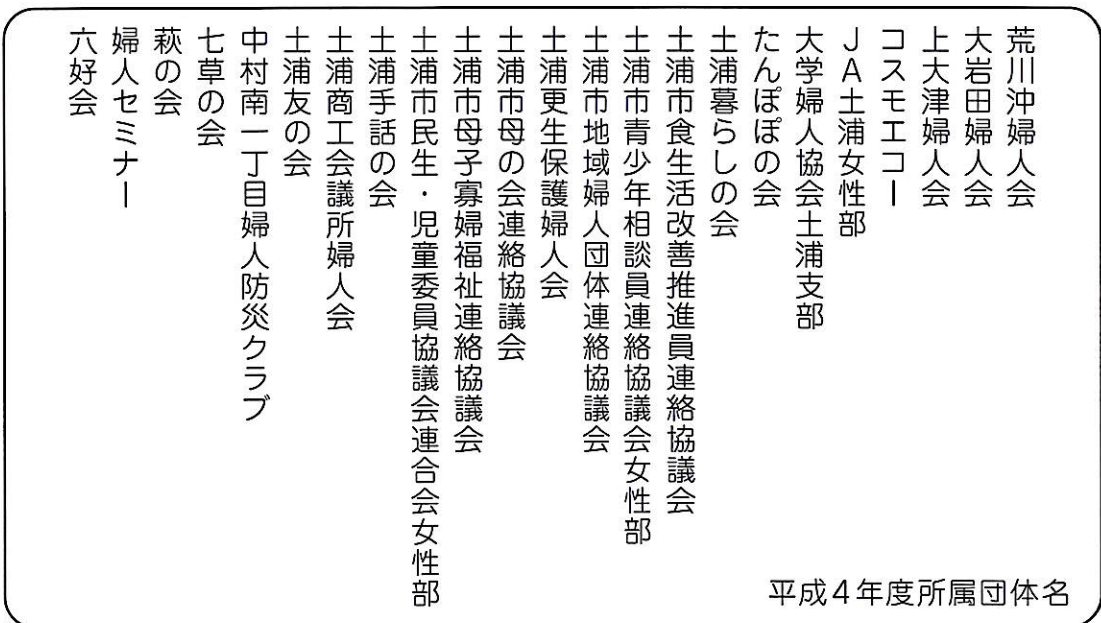 荒川沖婦人会
大岩田婦人会
上大津婦人会
コスモエコー
JA土浦女性部
大学婦人協会土浦支部
たんぽぽの会
土浦暮らしの会
土浦市食生活改善推進員連絡協議会
土浦市青少年相談員連絡協議会女性部
土浦市地域婦人団体連絡協議会
土浦更生保護婦人会
土浦市母の会連絡協議会
土浦市母子寡婦福祉連絡協議会
土浦市民生・児童委員協議会連合会女性部
土浦手話の会
土浦商工会議所婦人会
土浦友の会
中村南一丁目婦人防災クラブ
七草の会
萩の会
婦人セミナー
六好会
平成4年度所属団体名